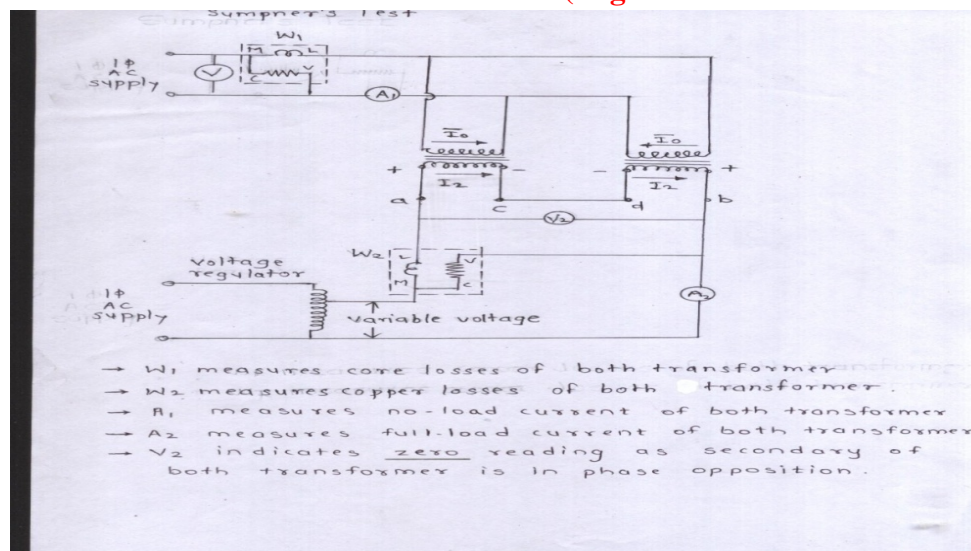 Sumpner's Test
W1
M L
C V
1φ
AC
supply
V
A1
I0
I0
+ - - +
I2
I2
a c d b
V2
W2
L V
M C
voltage
regulator
A2
1φ
AC
supply
variable voltage
→ W1 measures core losses of both transformer
→ W2 measures copper losses of both transformer.
→ A1 measures no-load current of both transformer
→ A2 measures full-load current of both transformer
→ V2 indicates zero reading as secondary of
both transformer is in phase opposition.